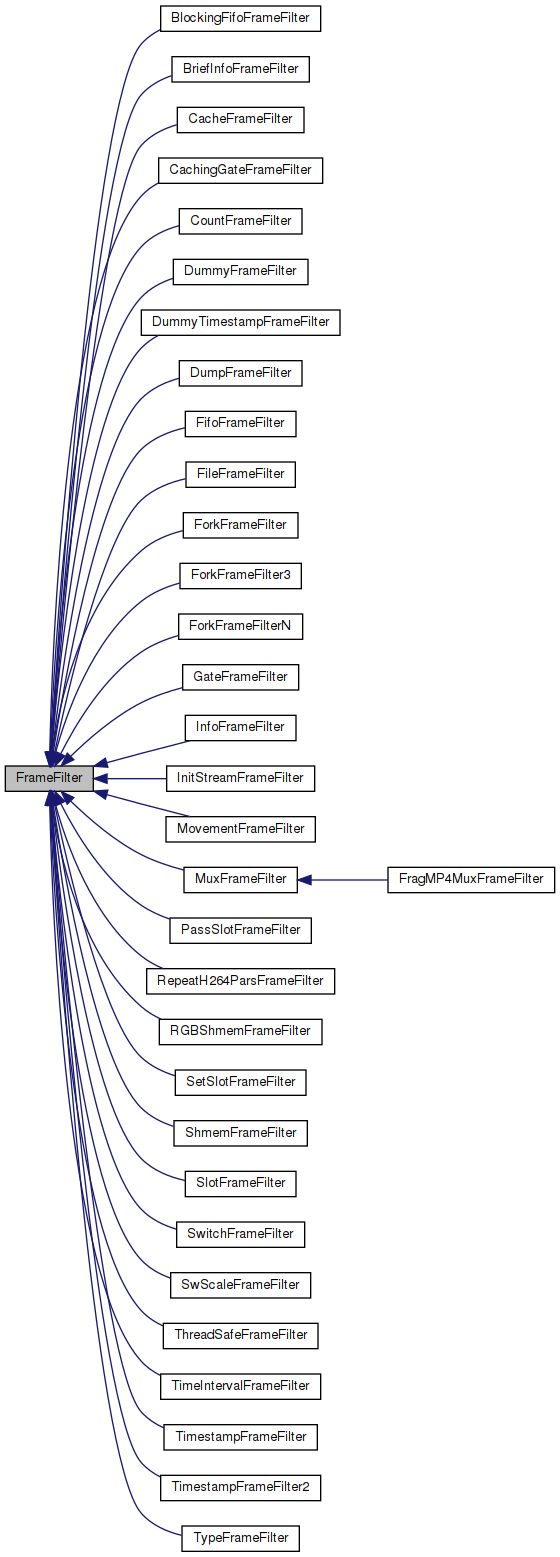 BlockingFifoFrameFilter
BriefInfoFrameFilter
CacheFrameFilter
CachingGateFrameFilter
CountFrameFilter
DummyFrameFilter
DummyTimestampFrameFilter
DumpFrameFilter
FifoFrameFilter
FileFrameFilter
ForkFrameFilter
ForkFrameFilter3
ForkFrameFilterN
GateFrameFilter
InfoFrameFilter
FrameFilter
InitStreamFrameFilter
MovementFrameFilter
MuxFrameFilter
FragMP4MuxFrameFilter
PassSlotFrameFilter
RepeatH264ParsFrameFilter
RGBShmemFrameFilter
SetSlotFrameFilter
ShmemFrameFilter
SlotFrameFilter
SwitchFrameFilter
SwScaleFrameFilter
ThreadSafeFrameFilter
TimeIntervalFrameFilter
TimestampFrameFilter
TimestampFrameFilter2
TypeFrameFilter